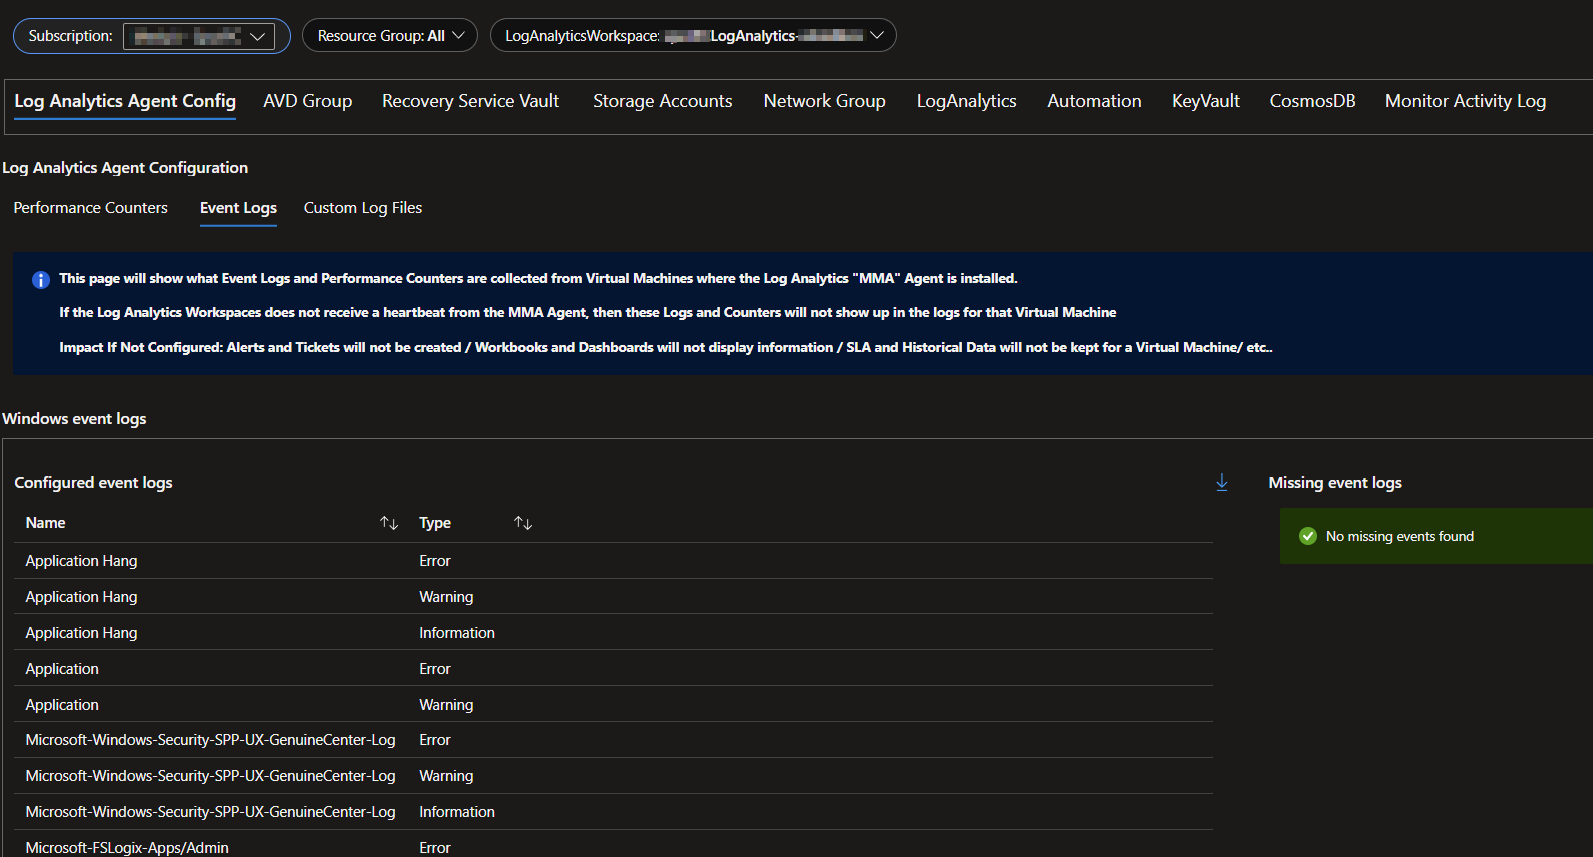 Subscription:
Resource Group: All
LogAnalyticsWorkspace: LogAnalytics-
Log Analytics Agent Config AVD Group Recovery Service Vault Storage Accounts Network Group LogAnalytics Automation KeyVault CosmosDB Monitor Activity Log
Log Analytics Agent Configuration
Performance Counters Event Logs Custom Log Files
This page will show what Event Logs and Performance Counters are collected from Virtual Machines where the Log Analytics "MMA" Agent is installed.
If the Log Analytics Workspaces does not receive a heartbeat from the MMA Agent, then these Logs and Counters will not show up in the logs for that Virtual Machine
Impact If Not Configured: Alerts and Tickets will not be created / Workbooks and Dashboards will not display information / SLA and Historical Data will not be kept for a Virtual Machine/ etc..
Windows event logs
Configured event logs
Name Type
Application Hang Error
Application Hang Warning
Application Hang Information
Application Error
Application Warning
Microsoft-Windows-Security-SPP-UX-GenuineCenter-Log Error
Microsoft-Windows-Security-SPP-UX-GenuineCenter-Log Warning
Microsoft-Windows-Security-SPP-UX-GenuineCenter-Log Information
Microsoft-FSLogix-Apps/Admin Error
Missing event logs
No missing events found